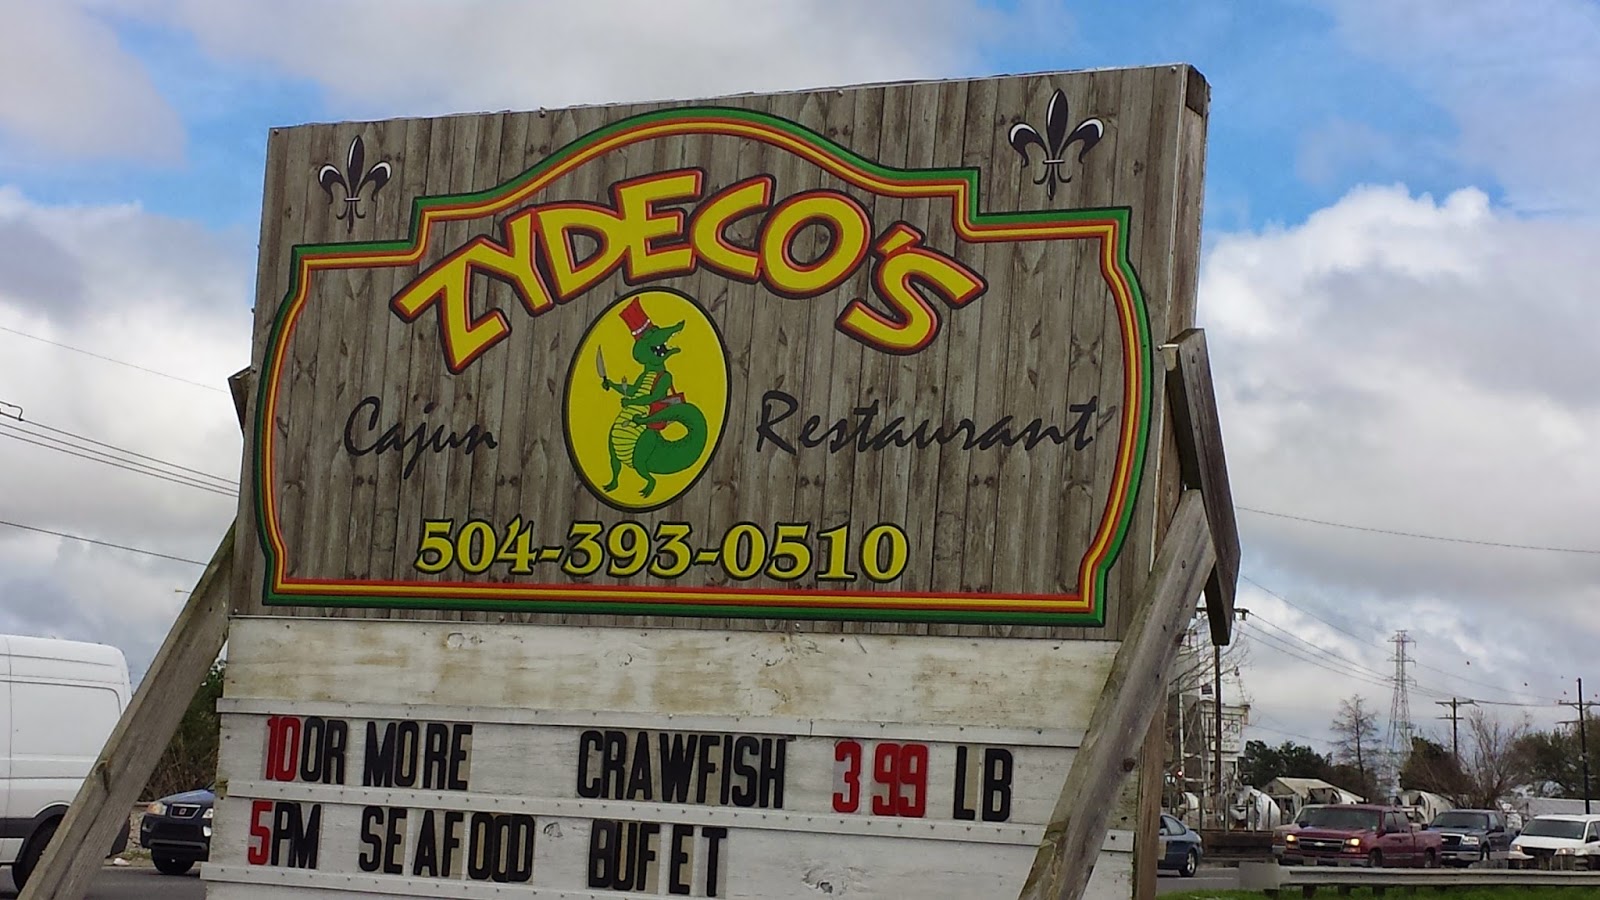 ZYDECO'S
Cajun Restaurant
504-393-0510
10 OR MORE CRAWFISH 3 99 LB
5PM SEAFOOD BUFET